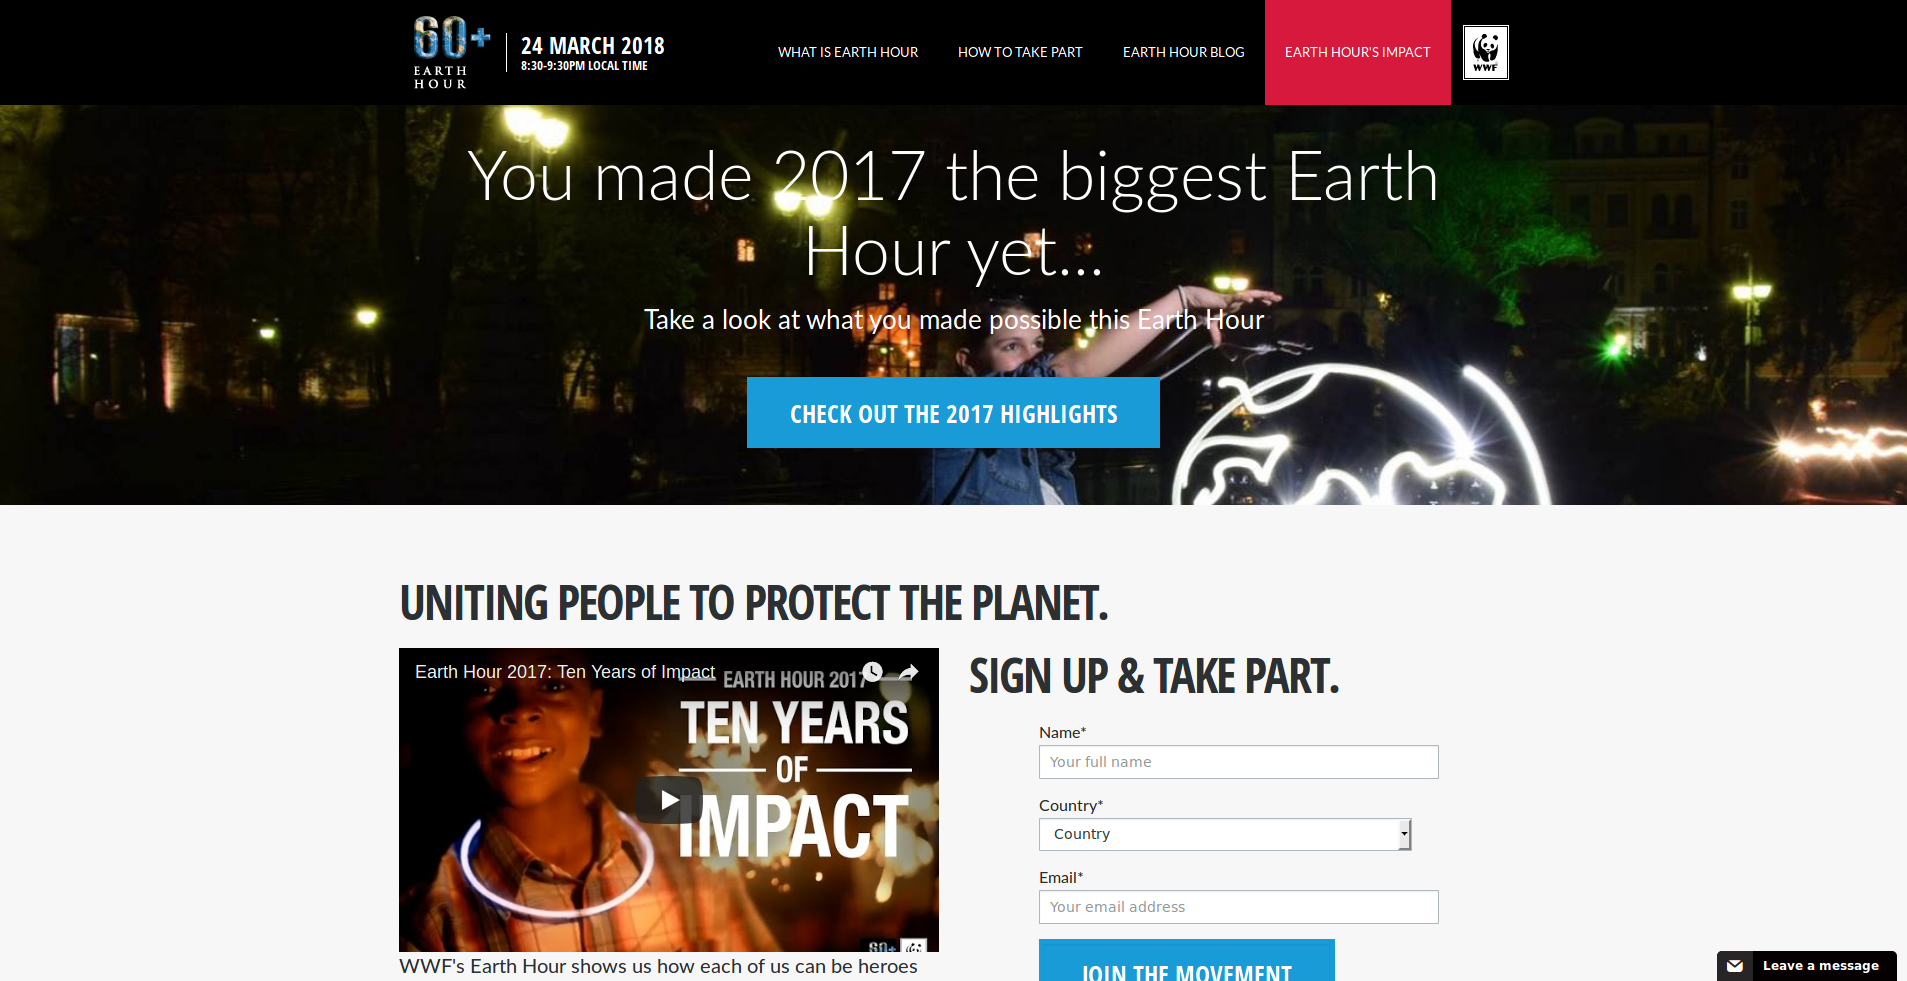 60+
EARTH
HOUR
24 MARCH 2018
8:30-9:30PM LOCAL TIME
WHAT IS EARTH HOUR
HOW TO TAKE PART
EARTH HOUR BLOG
EARTH HOUR'S IMPACT
WWF
You made 2017 the biggest Earth
Hour yet...
Take a look at what you made possible this Earth Hour
CHECK OUT THE 2017 HIGHLIGHTS
UNITING PEOPLE TO PROTECT THE PLANET.
Earth Hour 2017: Ten Years of Impact
EARTH HOUR 2017
TEN YEARS
OF
IMPACT
60+
WWF's Earth Hour shows us how each of us can be heroes
SIGN UP & TAKE PART.
Name*
Your full name
Country*
Country
Email*
Your email address
JOIN THE MOVEMENT
Leave a message